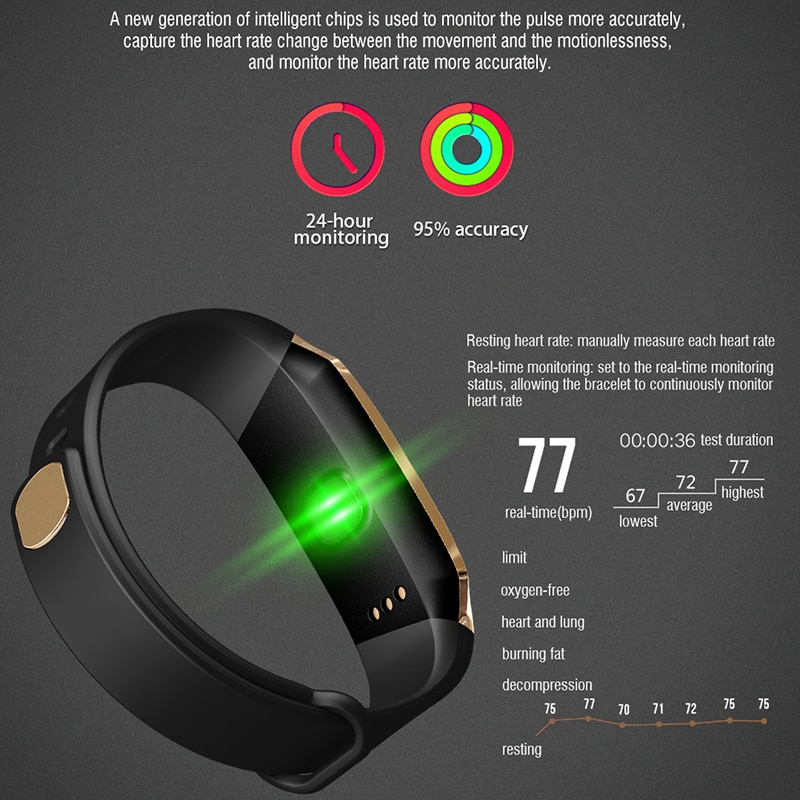 A new generation of intelligent chips is used to monitor the pulse more accurately,
capture the heart rate change between the movement and the motionlessness,
and monitor the heart rate more accurately.
24-hour
monitoring
95% accuracy
Resting heart rate: manually measure each heart rate
Real-time monitoring: set to the real-time monitoring
status, allowing the bracelet to continuously monitor
heart rate
77
real-time(bpm)
00:00:36 test duration
67
lowest
72
average
77
highest
limit
oxygen-free
heart and lung
burning fat
decompression
75 77 70 71 72 75 75
resting